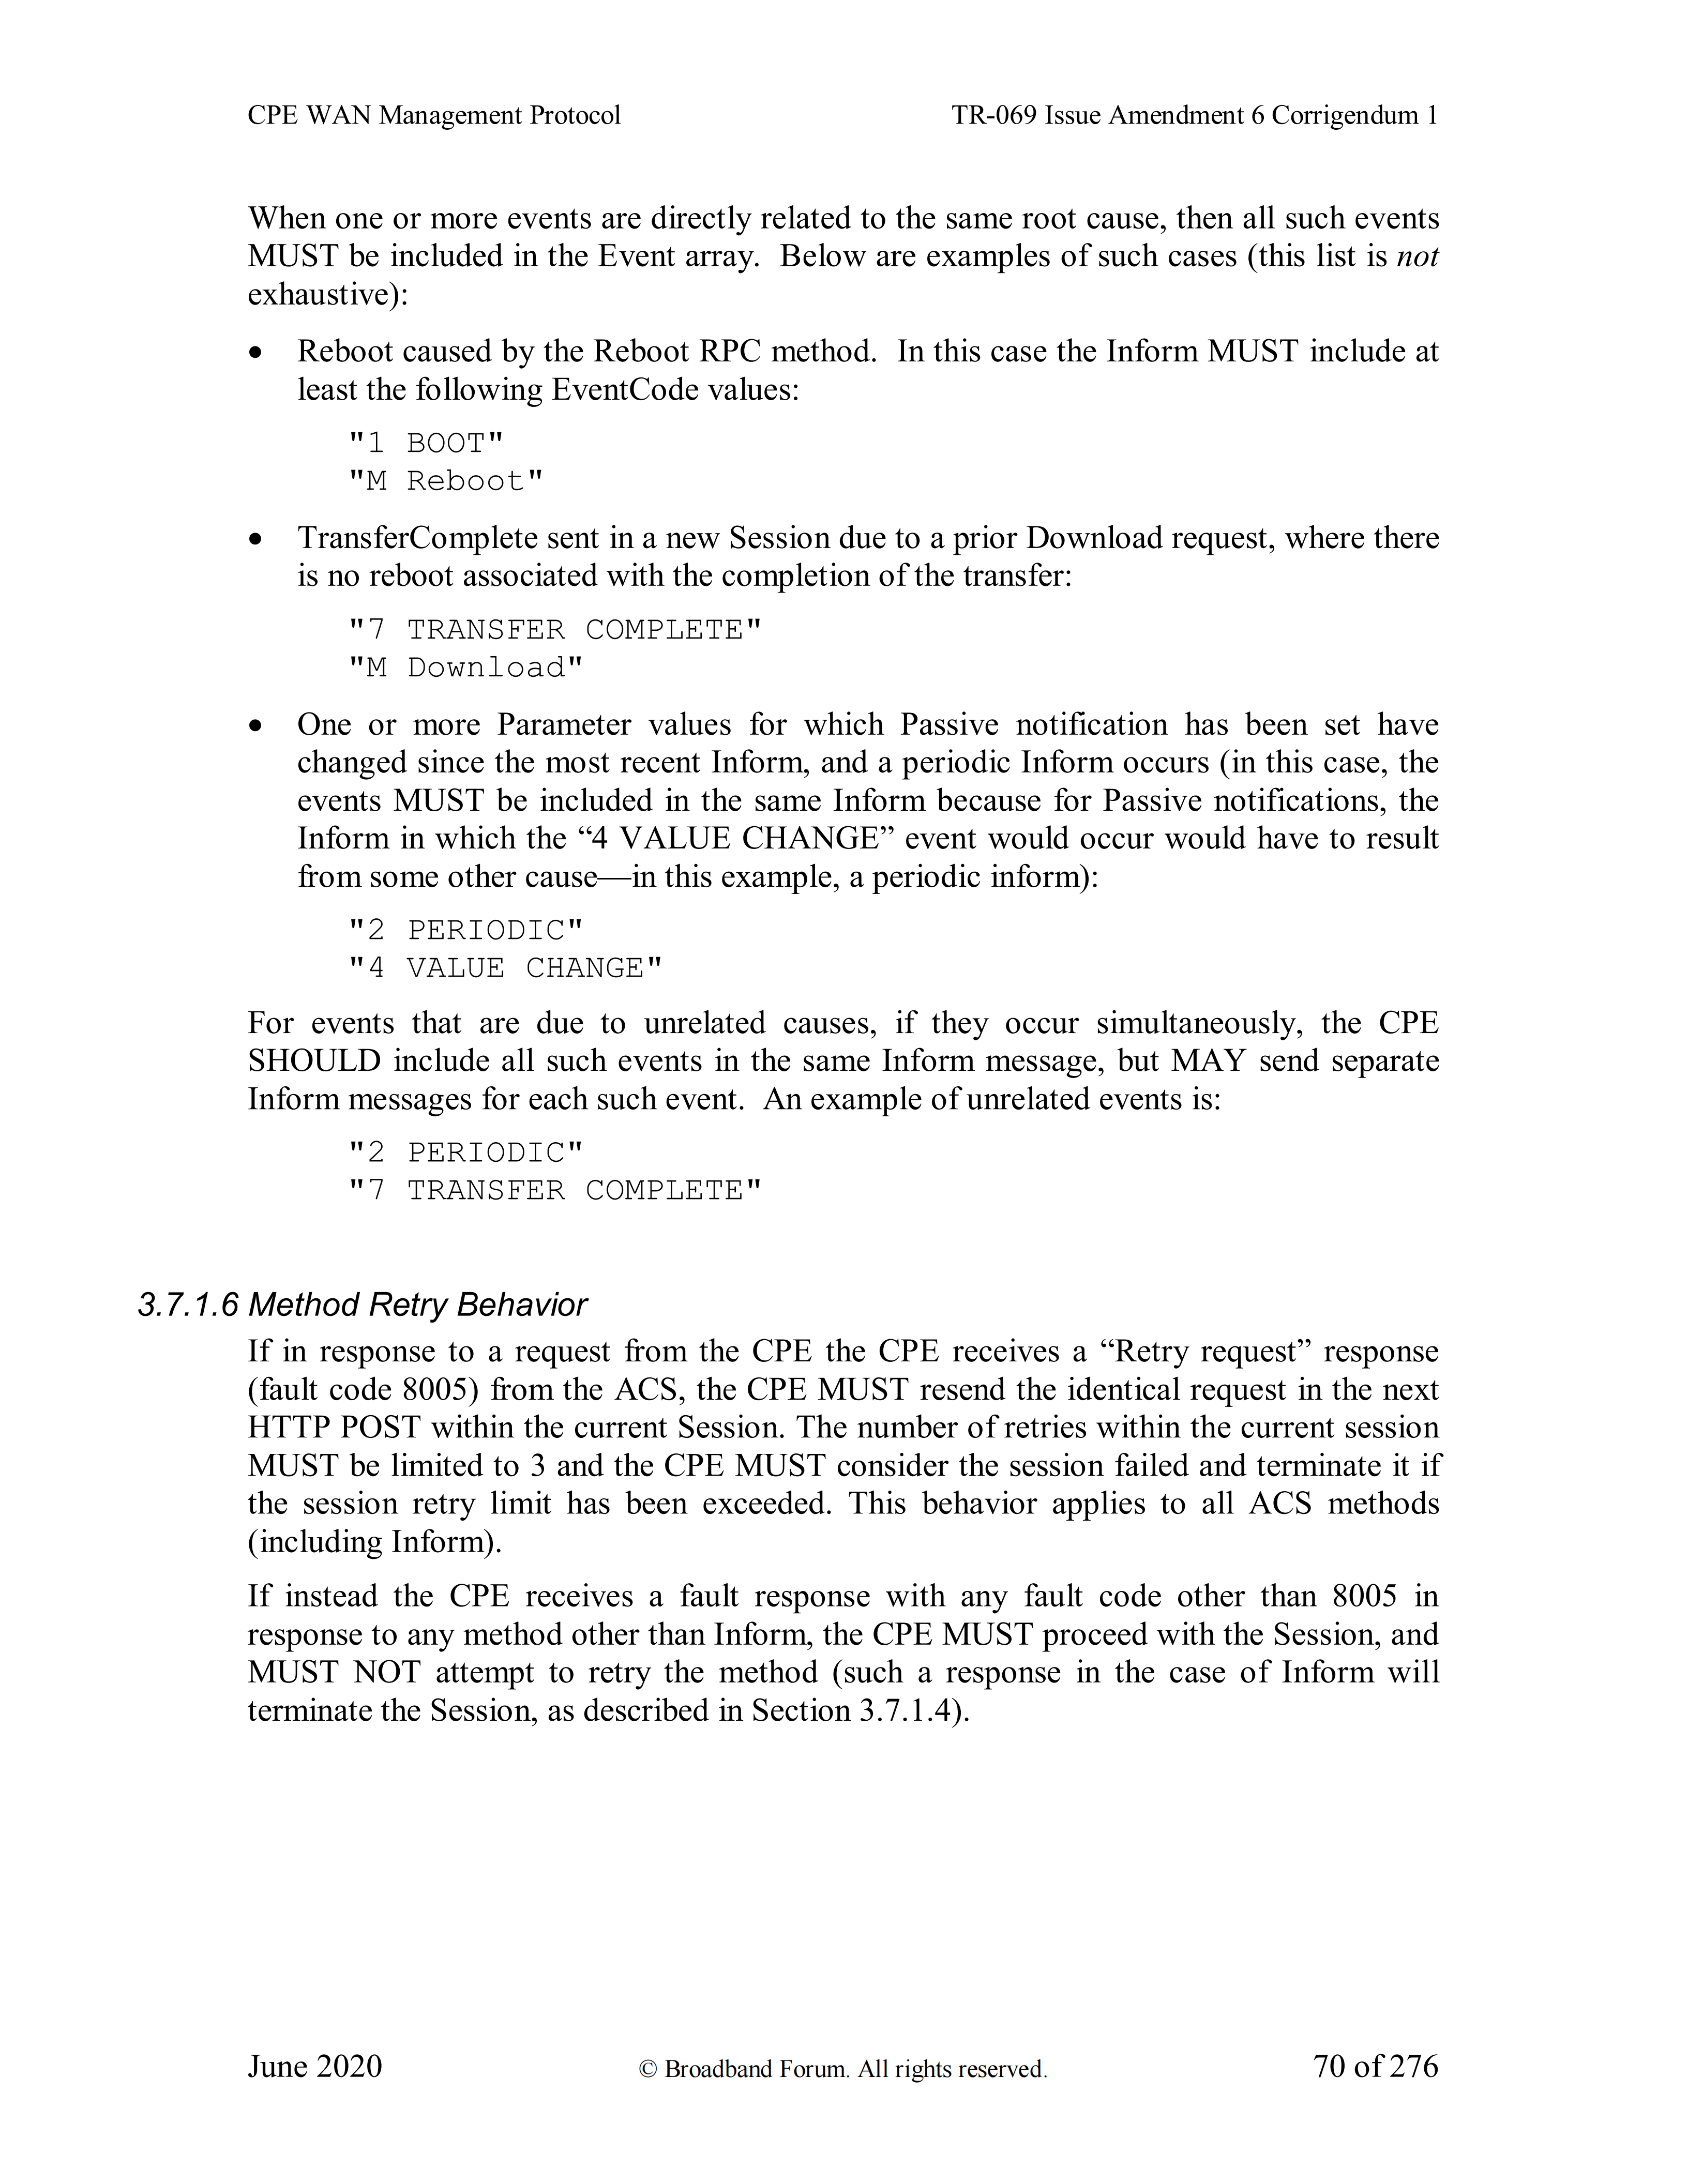 CPE WAN Management Protocol TR-069 Issue Amendment 6 Corrigendum 1
When one or more events are directly related to the same root cause, then all such events
MUST be included in the Event array.  Below are examples of such cases (this list is not
exhaustive):
• Reboot caused by the Reboot RPC method.  In this case the Inform MUST include at
least the following EventCode values:
"1 BOOT"
"M Reboot"
• TransferComplete sent in a new Session due to a prior Download request, where there
is no reboot associated with the completion of the transfer:
"7 TRANSFER COMPLETE"
"M Download"
• One or more Parameter values for which Passive notification has been set have
changed since the most recent Inform, and a periodic Inform occurs (in this case, the
events MUST be included in the same Inform because for Passive notifications, the
Inform in which the “4 VALUE CHANGE” event would occur would have to result
from some other cause—in this example, a periodic inform):
"2 PERIODIC"
"4 VALUE CHANGE"
For events that are due to unrelated causes, if they occur simultaneously, the CPE
SHOULD include all such events in the same Inform message, but MAY send separate
Inform messages for each such event.  An example of unrelated events is:
"2 PERIODIC"
"7 TRANSFER COMPLETE"
3.7.1.6 Method Retry Behavior
If in response to a request from the CPE the CPE receives a “Retry request” response
(fault code 8005) from the ACS, the CPE MUST resend the identical request in the next
HTTP POST within the current Session. The number of retries within the current session
MUST be limited to 3 and the CPE MUST consider the session failed and terminate it if
the session retry limit has been exceeded. This behavior applies to all ACS methods
(including Inform).
If instead the CPE receives a fault response with any fault code other than 8005 in
response to any method other than Inform, the CPE MUST proceed with the Session, and
MUST NOT attempt to retry the method (such a response in the case of Inform will
terminate the Session, as described in Section 3.7.1.4).
June 2020 © Broadband Forum. All rights reserved. 70 of 276